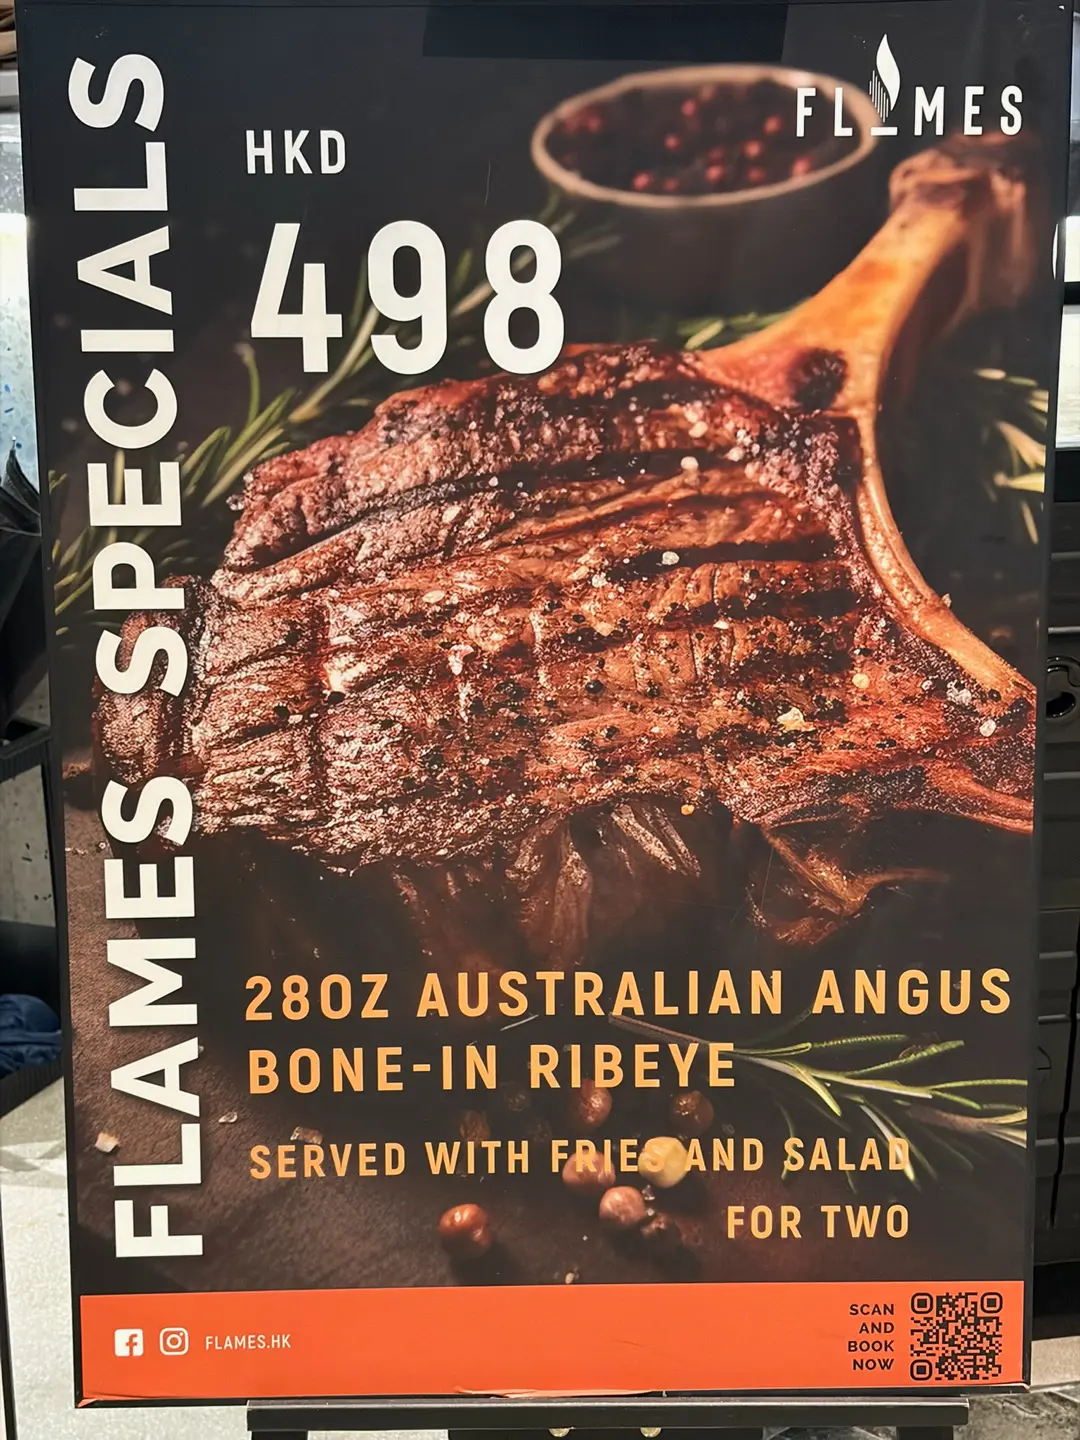 FLAMES
FLAMES SPECIALS
HKD
498
28OZ AUSTRALIAN ANGUS
BONE-IN RIBEYE
SERVED WITH FRIES AND SALAD
FOR TWO
FLAMES.HK
SCAN
AND
BOOK
NOW